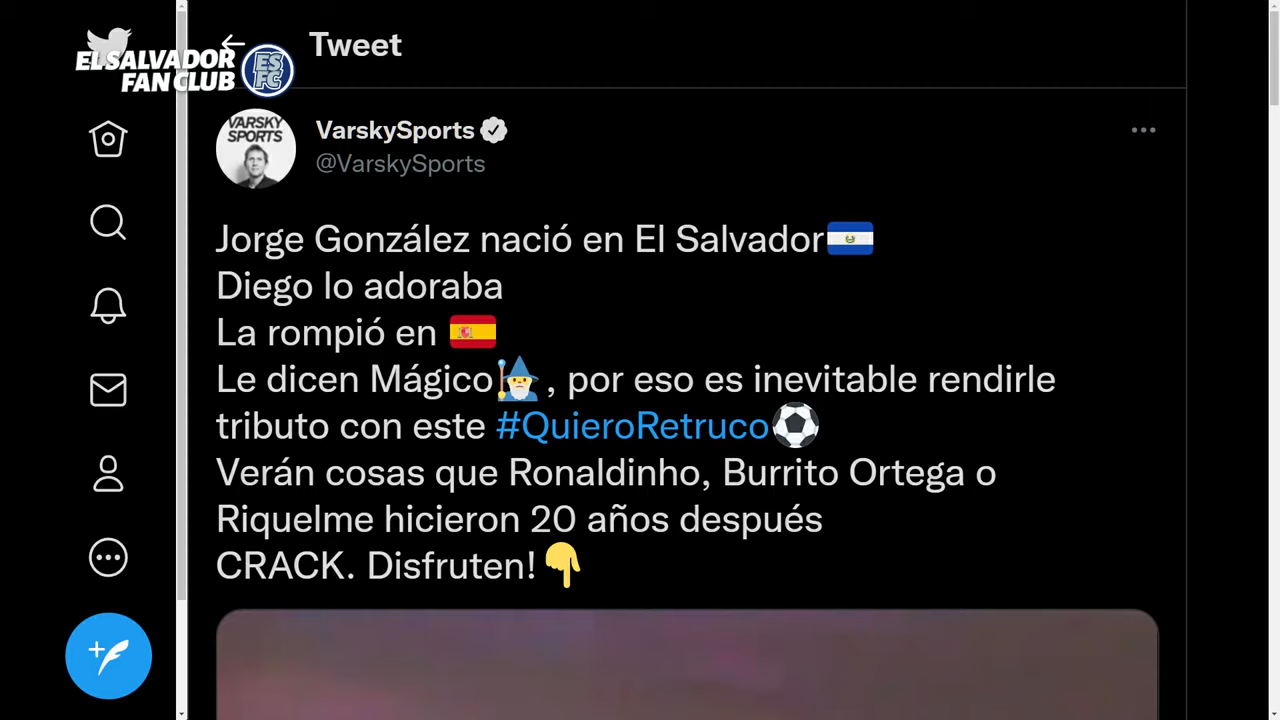 ELSALVADOR
FAN CLUB
ES
FC
Tweet
VARSKY
SPORTS
VarskySports
@VarskySports
Jorge González nació en El Salvador🇸🇻
Diego lo adoraba
La rompió en 🇪🇸
Le dicen Mágico🧙‍♂️, por eso es inevitable rendirle
tributo con este #QuieroRetruco⚽
Verán cosas que Ronaldinho, Burrito Ortega o
Riquelme hicieron 20 años después
CRACK. Disfruten!👇